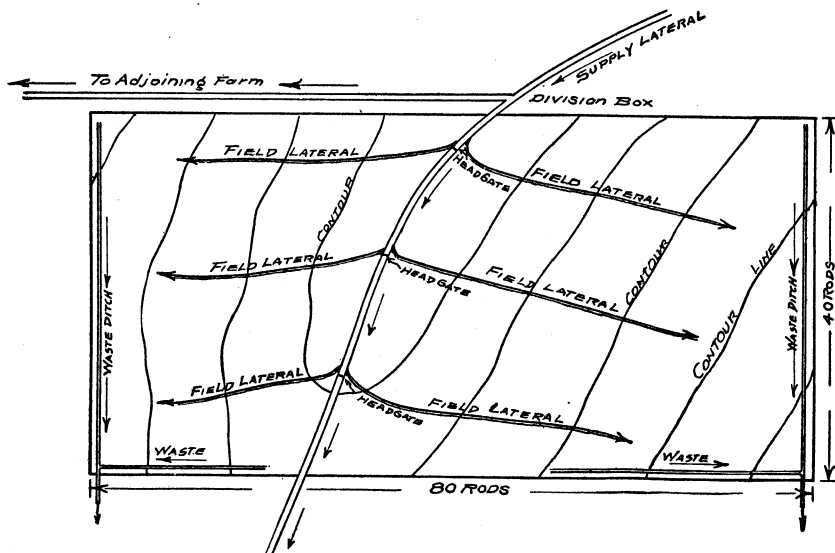 SUPPLY LATERAL
To Adjoining Farm
Division Box
FIELD LATERAL
HEADGATE
FIELD LATERAL
CONTOUR
FIELD LATERAL
HEADGATE
FIELD LATERAL
CONTOUR
CONTOUR LINE
WASTE DITCH
WASTE DITCH
40 RODS
FIELD LATERAL
HEADGATE
FIELD LATERAL
WASTE
WASTE
80 RODS